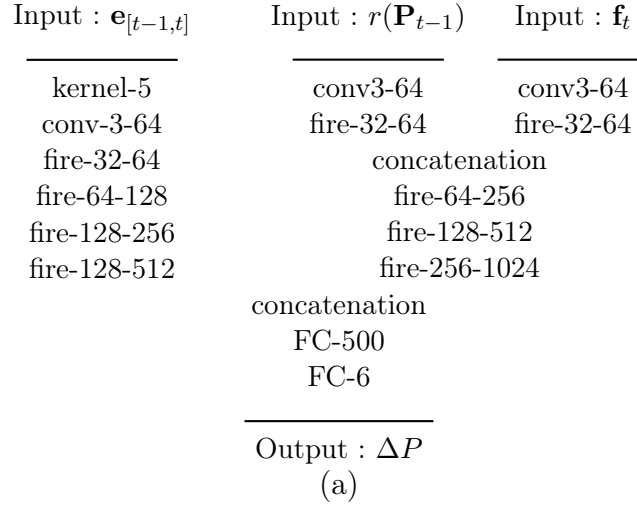 Input : e[t−1,t] Input : r(Pt−1) Input : ft
kernel-5 conv3-64 conv3-64
conv-3-64 fire-32-64 fire-32-64
fire-32-64 concatenation
fire-64-128 fire-64-256
fire-128-256 fire-128-512
fire-128-512 fire-256-1024
concatenation
FC-500
FC-6
Output : ΔP
(a)